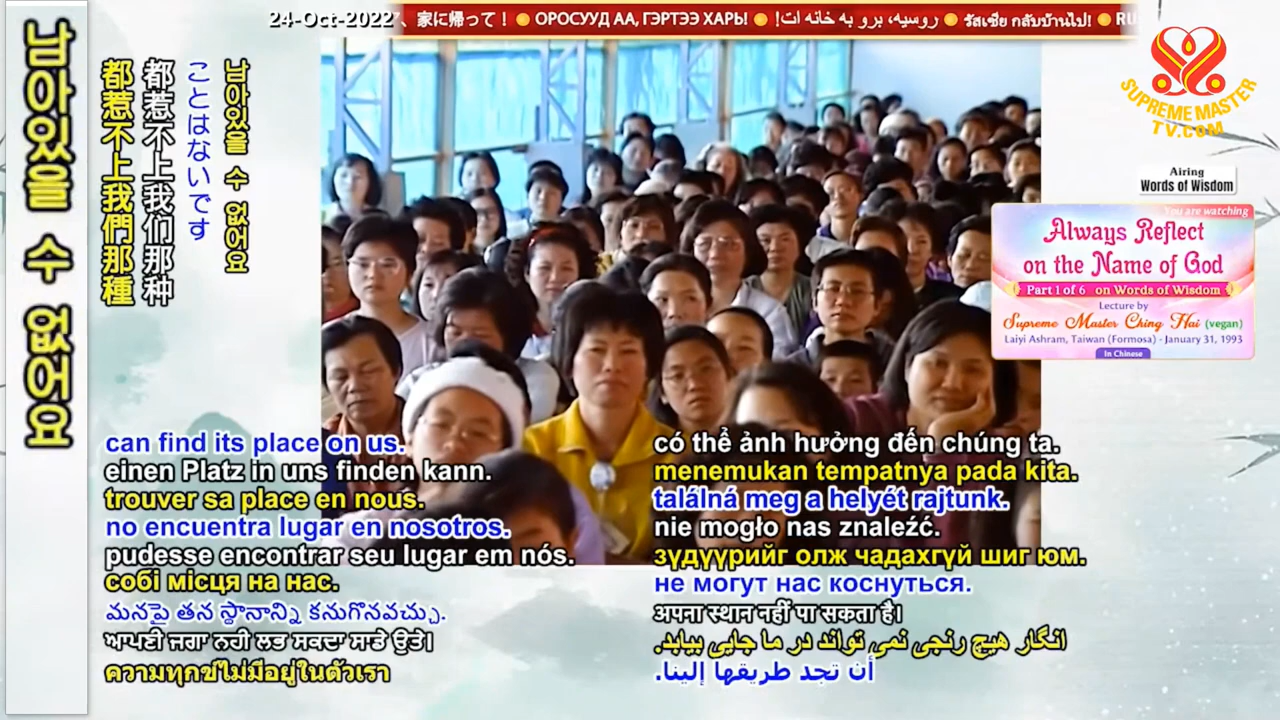 24-Oct-2022
、家に帰って！ ОРОСУУД АА, ГЭРТЭЭ ХАРЬ! روسیه، برو به خانه ات! รัสเซีย กลับบ้านไป! RU
SUPREME MASTER
TV.COM
Airing
Words of Wisdom
You are watching
Always Reflect
on the Name of God
Part 1 of 6 on Words of Wisdom
Lecture by
Supreme Master Ching Hai (vegan)
Laiyi Ashram, Taiwan (Formosa) - January 31, 1993
In Chinese
남아있을 수 없어요
都惹不上我們那種
都惹不上我们那种
ことはないです
남아있을 수 없어요
can find its place on us.
einen Platz in uns finden kann.
trouver sa place en nous.
no encuentra lugar en nosotros.
pudesse encontrar seu lugar em nós.
собі місця на нас.
మనపై తన స్థానాన్ని కనుగొనవచ్చు.
ਆਪਣੀ ਜਗਾ ਨਹੀ ਲਭ ਸਕਦਾ ਸਾਡੇ ਉਤੇ।
ความทุกข์ไม่มีอยู่ในตัวเรา
có thể ảnh hưởng đến chúng ta.
menemukan tempatnya pada kita.
találná meg a helyét rajtunk.
nie mogło nas znaleźć.
зүдүүрийг олж чадахгүй шиг юм.
не могут нас коснуться.
अपना स्थान नहीं पा सकता है।
انگار هیچ رنجی نمی تواند در ما جایی بیابد.
أن تجد طريقها إلينا.